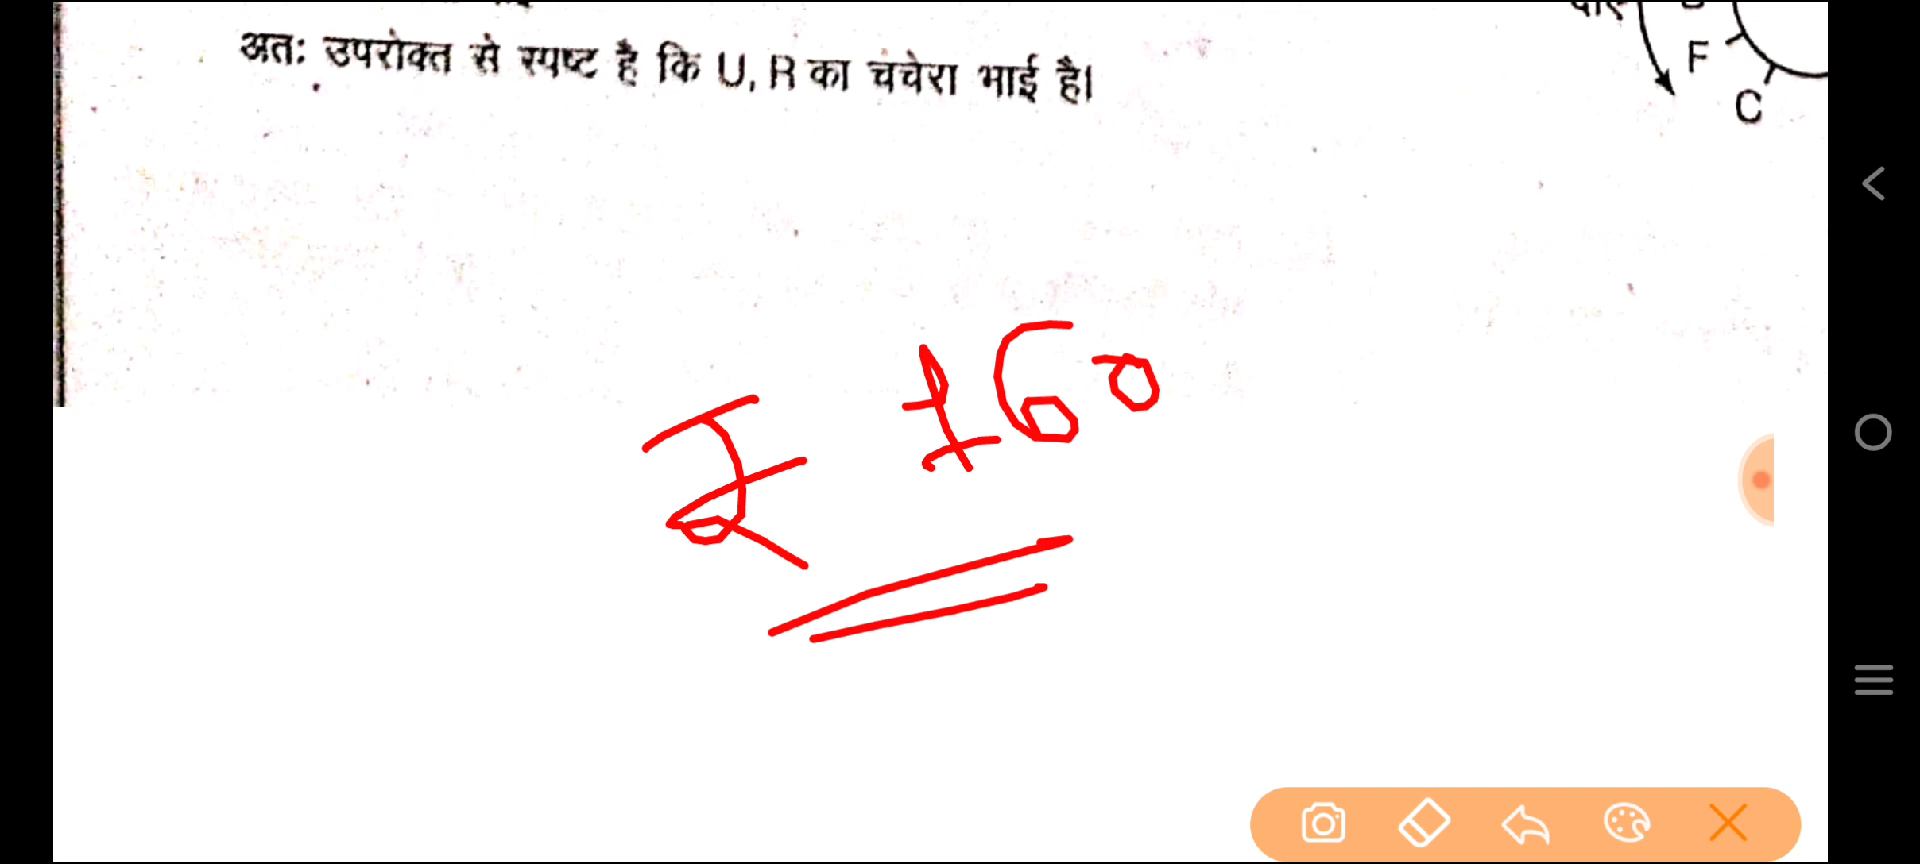 अतः उपरोक्त से स्पष्ट है कि U, R का चचेरा भाई है।
F
C
₹ 160